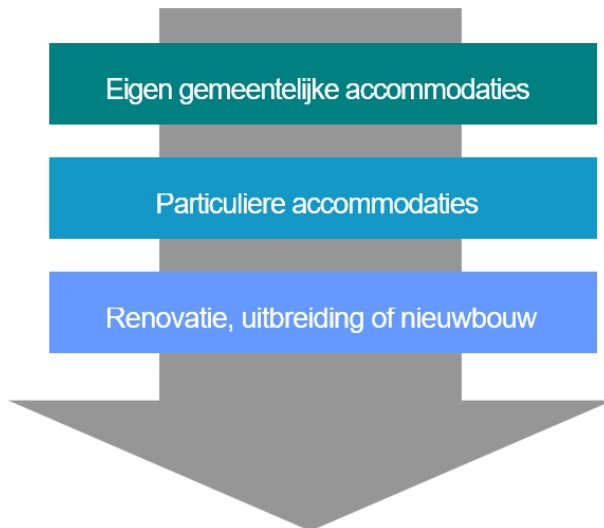 Eigen gemeentelijke accommodaties
Particuliere accommodaties
Renovatie, uitbreiding of nieuwbouw